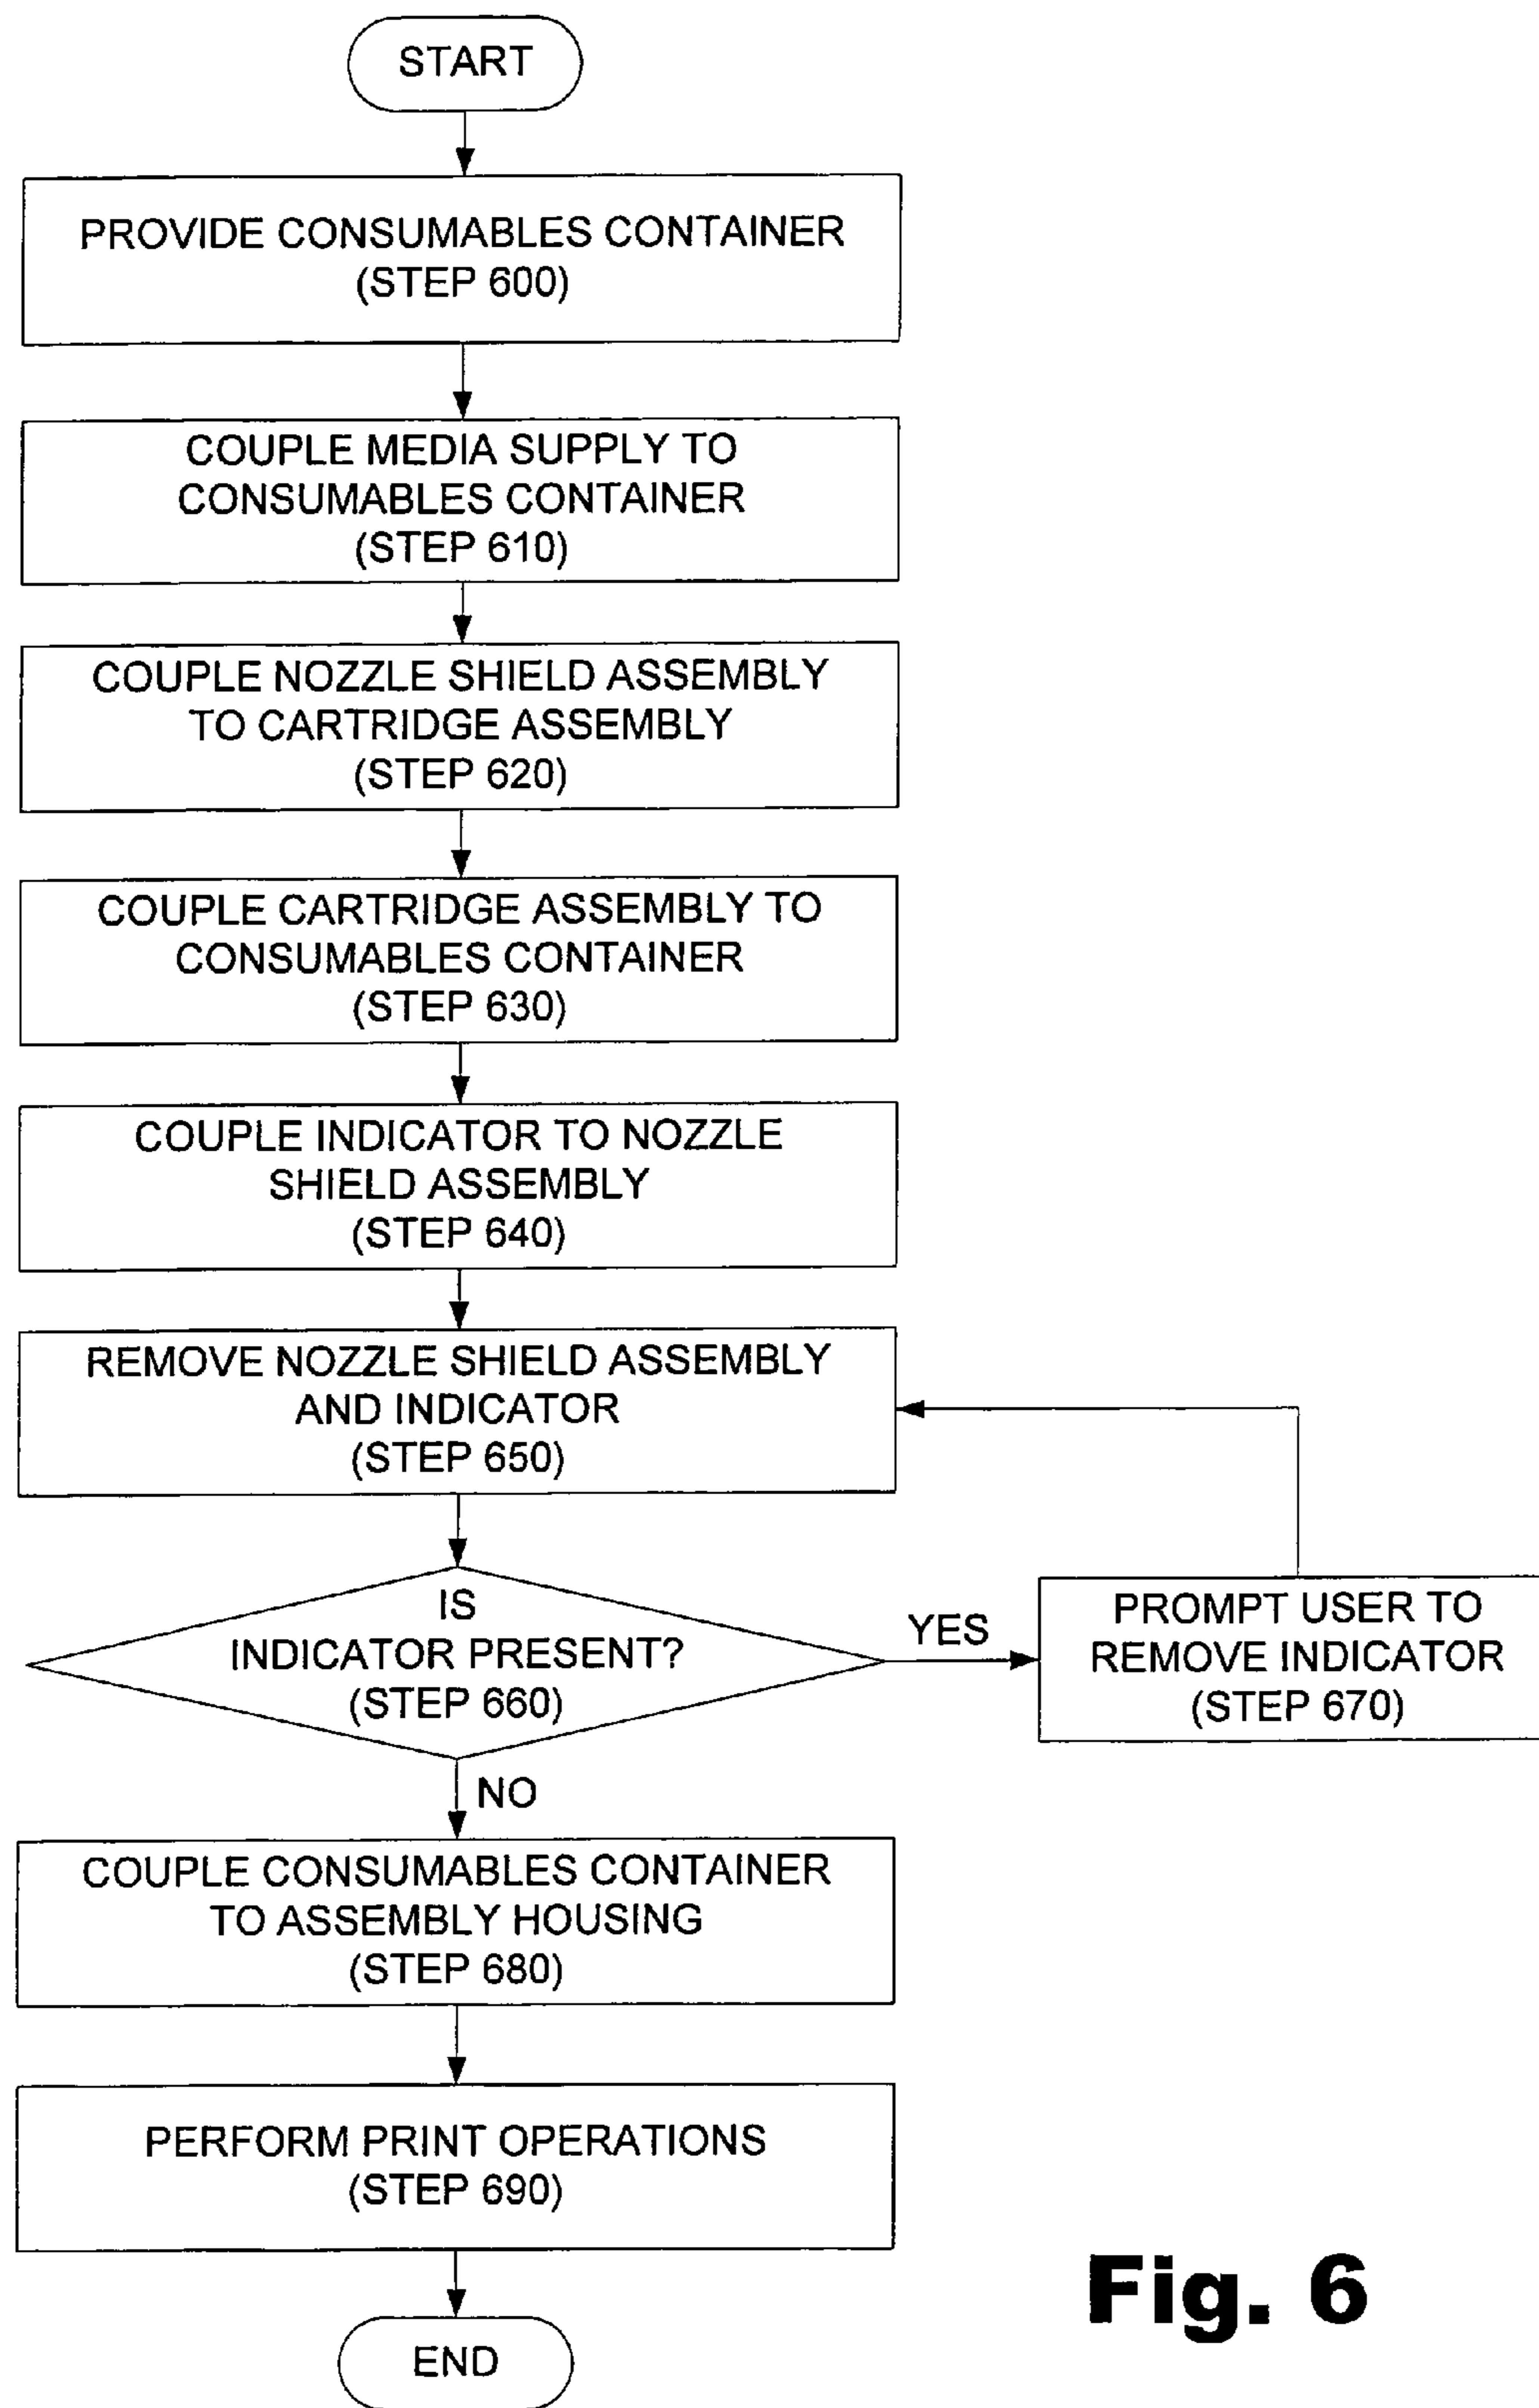 START
PROVIDE CONSUMABLES CONTAINER
(STEP 600)
COUPLE MEDIA SUPPLY TO
CONSUMABLES CONTAINER
(STEP 610)
COUPLE NOZZLE SHIELD ASSEMBLY
TO CARTRIDGE ASSEMBLY
(STEP 620)
COUPLE CARTRIDGE ASSEMBLY TO
CONSUMABLES CONTAINER
(STEP 630)
COUPLE INDICATOR TO NOZZLE
SHIELD ASSEMBLY
(STEP 640)
REMOVE NOZZLE SHIELD ASSEMBLY
AND INDICATOR
(STEP 650)
IS
INDICATOR PRESENT?
(STEP 660)
YES
PROMPT USER TO
REMOVE INDICATOR
(STEP 670)
NO
COUPLE CONSUMABLES CONTAINER
TO ASSEMBLY HOUSING
(STEP 680)
PERFORM PRINT OPERATIONS
(STEP 690)
END
Fig. 6